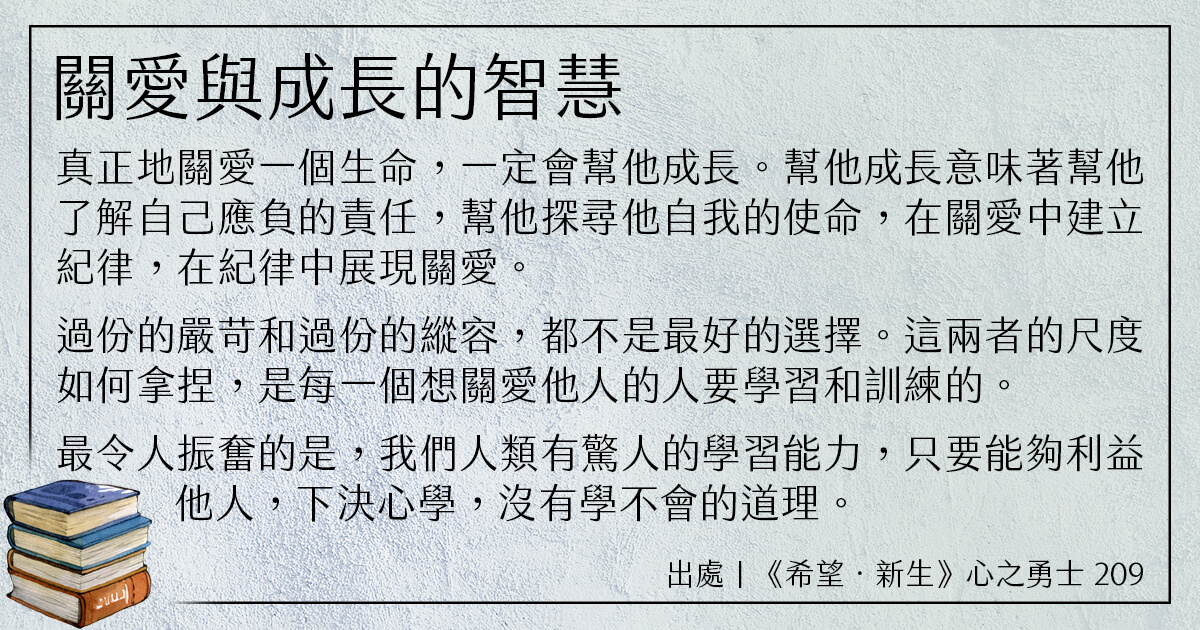 關愛與成長的智慧
真正地關愛一個生命，一定會幫他成長。幫他成長意味著幫他
了解自己應負的責任，幫他探尋他自我的使命，在關愛中建立
紀律，在紀律中展現關愛。
過份的嚴苛和過份的縱容，都不是最好的選擇。這兩者的尺度
如何拿捏，是每一個想關愛他人的人要學習和訓練的。
最令人振奮的是，我們人類有驚人的學習能力，只要能夠利益
他人，下決心學，沒有學不會的道理。
出處｜《希望．新生》心之勇士 209